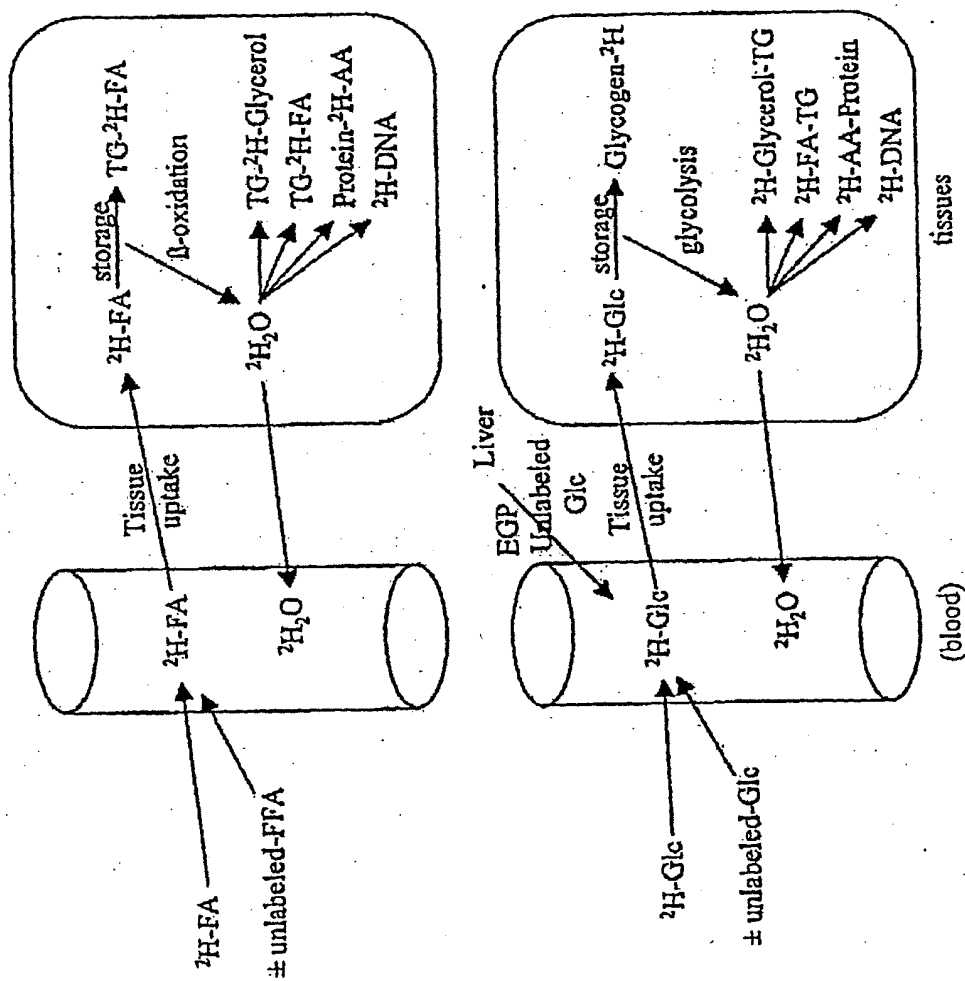 ²H-FA
± unlabeled-FFA
²H-FA
²H₂O
Tissue
uptake
²H-FA
storage
TG-²H-FA
ß-oxidation
²H₂O
TG-²H-Glycerol
TG-²H-FA
Protein-²H-AA
²H-DNA
²H-Glc
± unlabeled-Glc
²H-Glc
²H₂O
EGP
Liver
Unlabeled
Glc
Tissue
uptake
²H-Glc
storage
Glycogen-²H
glycolysis
²H₂O
²H-Glycerol-TG
²H-FA-TG
²H-AA-Protein
²H-DNA
(blood)
tissues